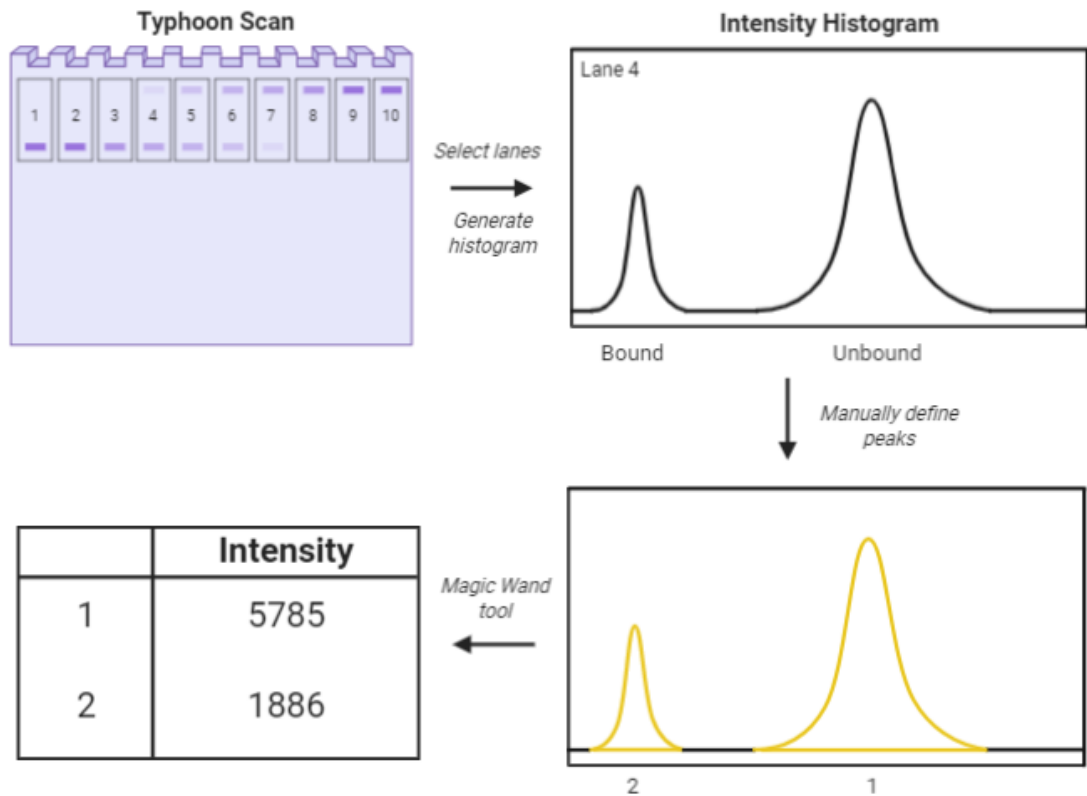 Typhoon Scan
1 2 3 4 5 6 7 8 9 10
Select lanes
Generate
histogram
Intensity Histogram
Lane 4
Bound Unbound
Manually define
peaks
2 1
Magic Wand
tool
Intensity
1 5785
2 1886